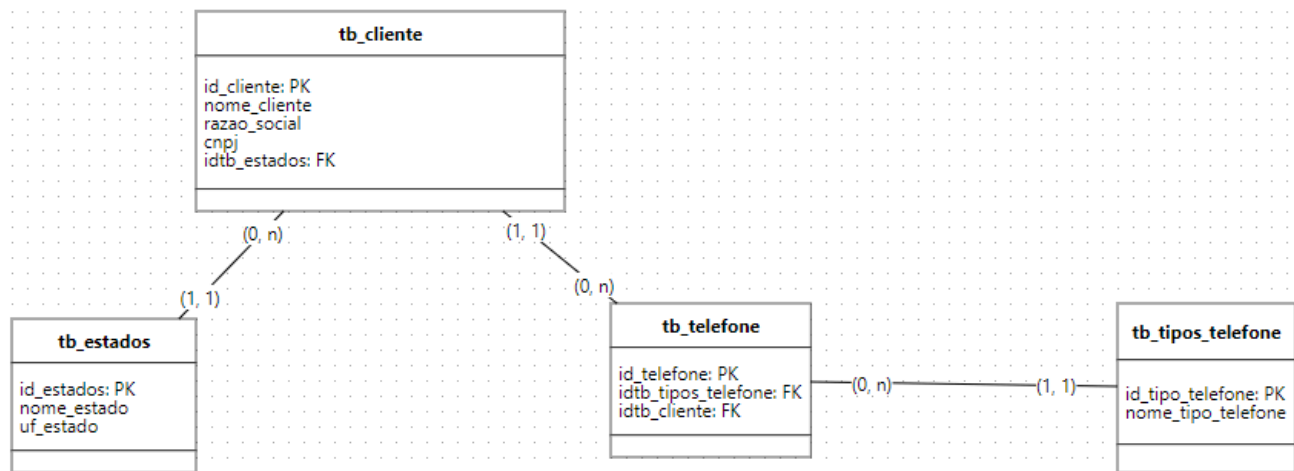 tb_cliente
id_cliente: PK
nome_cliente
razao_social
cnpj
idtb_estados: FK
(0, n)
(1, 1)
(1, 1)
(0, n)
tb_estados
id_estados: PK
nome_estado
uf_estado
tb_telefone
id_telefone: PK
idtb_tipos_telefone: FK
idtb_cliente: FK
(0, n)
(1, 1)
tb_tipos_telefone
id_tipo_telefone: PK
nome_tipo_telefone